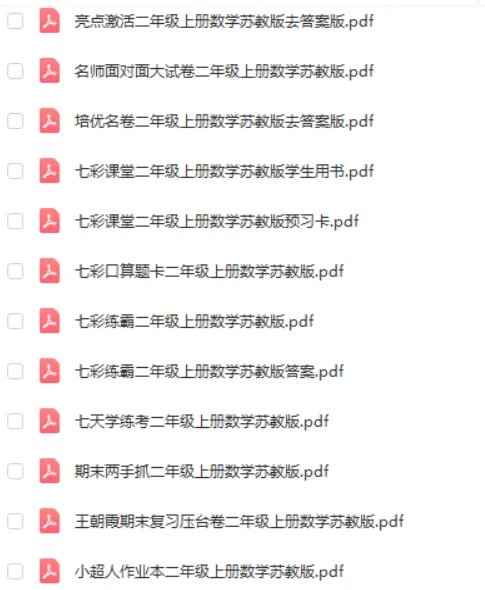 亮点激活二年级上册数学苏教版去答案版.pdf
名师面对面大试卷二年级上册数学苏教版.pdf
培优名卷二年级上册数学苏教版去答案版.pdf
七彩课堂二年级上册数学苏教版学生用书.pdf
七彩课堂二年级上册数学苏教版预习卡.pdf
七彩口算题卡二年级上册数学苏教版.pdf
七彩练霸二年级上册数学苏教版.pdf
七彩练霸二年级上册数学苏教版答案.pdf
七天学练考二年级上册数学苏教版.pdf
期末两手抓二年级上册数学苏教版.pdf
王朝霞期末复习压台卷二年级上册数学苏教版.pdf
小超人作业本二年级上册数学苏教版.pdf